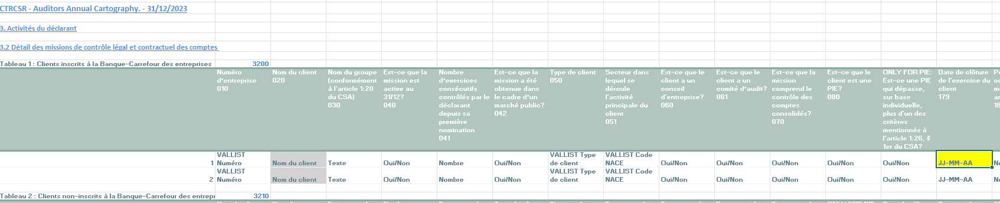 CTRCSR - Auditors Annual Cartography. - 31/12/2023
3. Activités du déclarant
3.2 Détail des missions de contrôle légal et contractuel des comptes
Tableau 1 : Clients inscrits à la Banque-Carrefour des entreprises 3200
Numéro
d'entreprise
010
Nom du client
020
Nom du groupe
(conformément
à l'article 1:20
du CSA)
030
Est-ce que la
mission est
active au
31/12?
040
Nombre
d'exercices
consécutifs
contrôlés par le
déclarant
depuis sa
première
nomination
041
Est-ce que la
mission a été
obtenue dans
le cadre d'un
marché public?
042
Type de client
050
Secteur dans
lequel se
déroule
l'activité
principale du
client
051
Est-ce que le
client a un
conseil
d'entreprise?
060
Est-ce que le
client a un
comité d'audit?
061
Est-ce que la
mission
comprend le
contrôle des
comptes
consolidés?
070
Est-ce que le
client est une
PIE?
080
ONLY FOR PIE:
Est-ce une PIE
qui dépasse,
sur base
individuelle,
plus d'un des
critères
mentionnés à
l'article 1:26, §
1er du CSA?
Date de clôture
de l'exercice du
client
179
1 VALLIST
Numéro
Nom du client
Texte
Oui/Non
Nombre
Oui/Non
VALLIST Type
de client
VALLIST Code
NACE
Oui/Non
Oui/Non
Oui/Non
Oui/Non
Oui/Non
JJ-MM-AA
2 VALLIST
Numéro
Nom du client
Texte
Oui/Non
Nombre
Oui/Non
VALLIST Type
de client
VALLIST Code
NACE
Oui/Non
Oui/Non
Oui/Non
Oui/Non
Oui/Non
JJ-MM-AA
Tableau 2 : Clients non-inscrits à la Banque-Carrefour des entrepr 3210